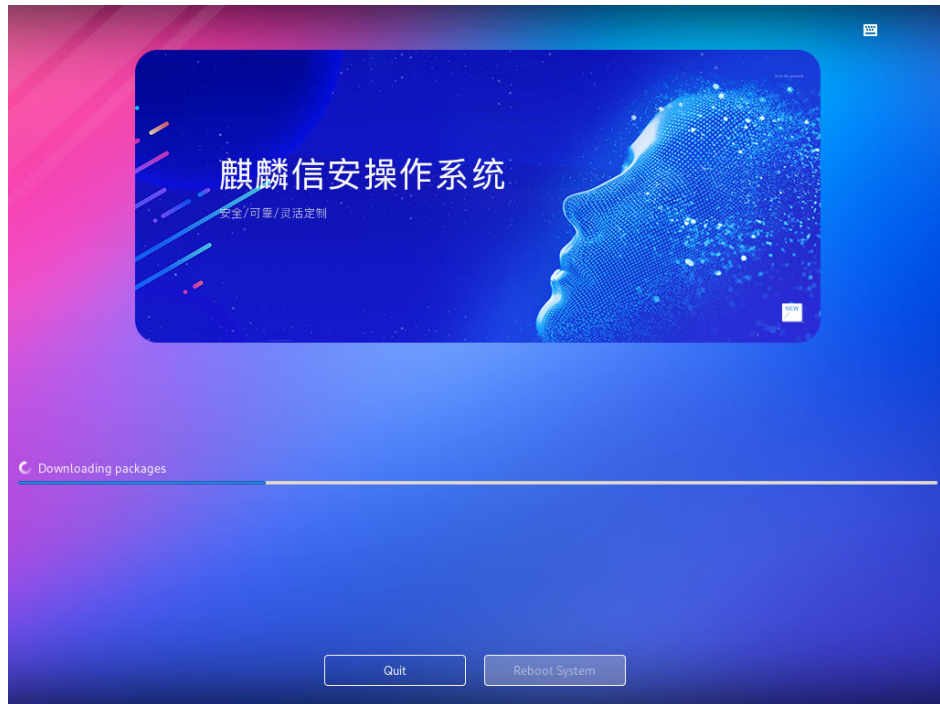 麒麟信安操作系统
安全/可靠/灵活定制
NEW
Downloading packages
Quit
Reboot System